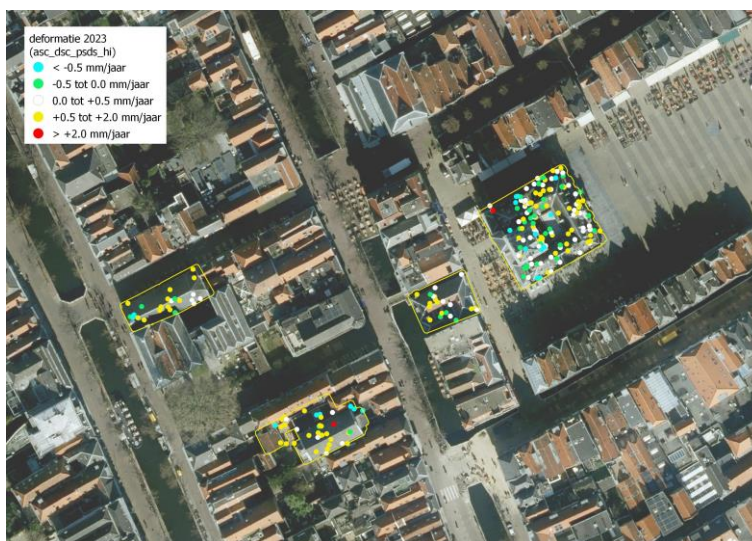 deformatie 2023
(asc_dsc_psds_hi)
< -0.5 mm/jaar
-0.5 tot 0.0 mm/jaar
0.0 tot +0.5 mm/jaar
+0.5 tot +2.0 mm/jaar
> +2.0 mm/jaar